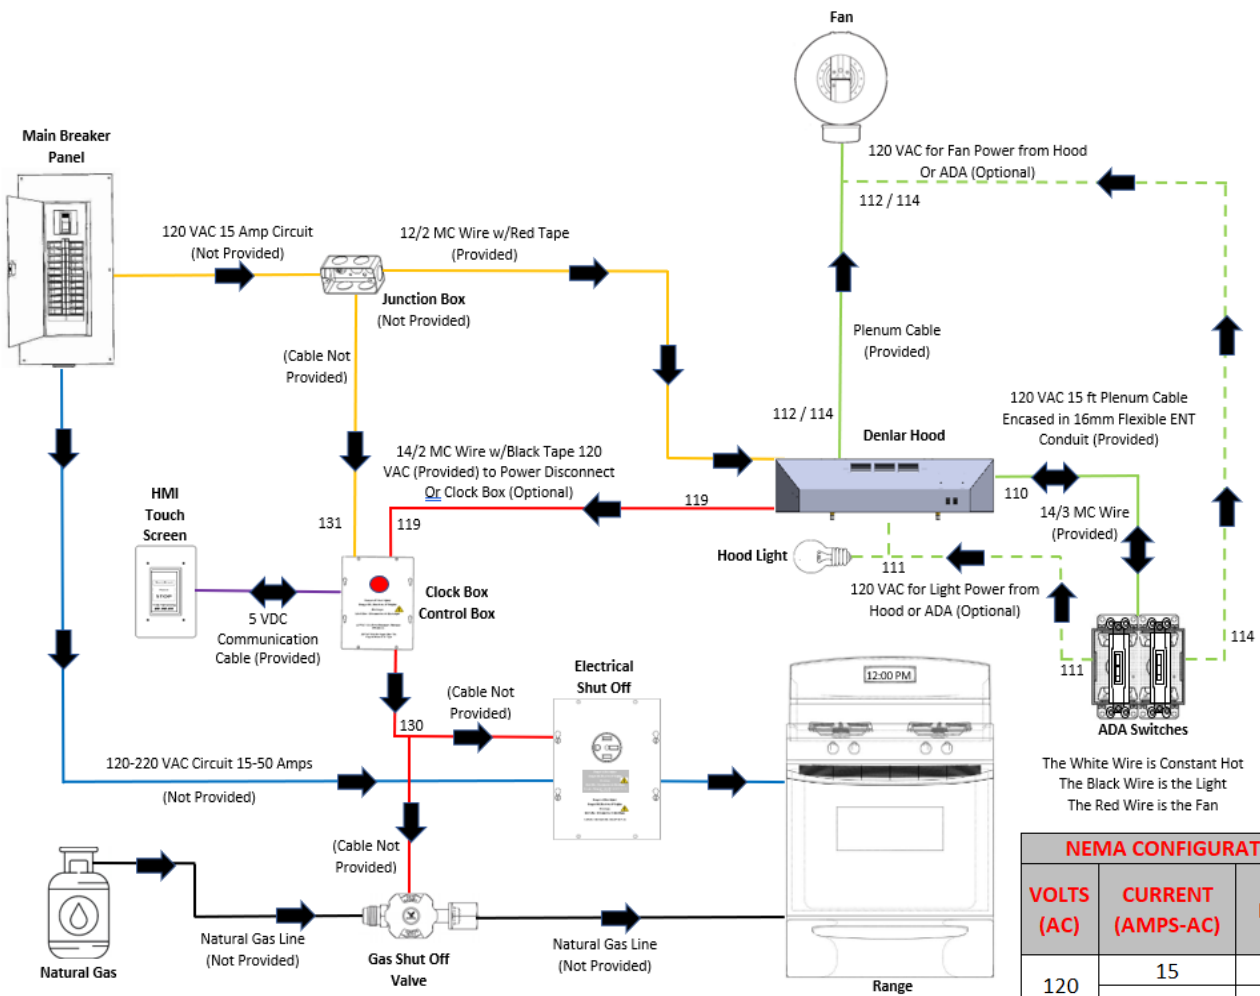 Fan
Main Breaker
Panel
120 VAC for Fan Power from Hood
Or ADA (Optional)
112 / 114
120 VAC 15 Amp Circuit
(Not Provided)
12/2 MC Wire w/Red Tape
(Provided)
Junction Box
(Not Provided)
(Cable Not
Provided)
Plenum Cable
(Provided)
112 / 114
Denlar Hood
120 VAC 15 ft Plenum Cable
Encased in 16mm Flexible ENT
Conduit (Provided)
14/2 MC Wire w/Black Tape 120
VAC (Provided) to Power Disconnect
Or Clock Box (Optional)
HMI
Touch
Screen
131
119
119
110
14/3 MC Wire
(Provided)
Hood Light
111
120 VAC for Light Power from
Hood or ADA (Optional)
STOP
Clock Box
Control Box
5 VDC
Communication
Cable (Provided)
111
114
ADA Switches
The White Wire is Constant Hot
The Black Wire is the Light
The Red Wire is the Fan
Electrical
Shut Off
(Cable Not
Provided)
130
12:00 PM
120-220 VAC Circuit 15-50 Amps
(Not Provided)
(Cable Not
Provided)
Natural Gas
Natural Gas Line
(Not Provided)
Gas Shut Off
Valve
Natural Gas Line
(Not Provided)
Range
NEMA CONFIGURAT
VOLTS
(AC)
CURRENT
(AMPS-AC)
120
15